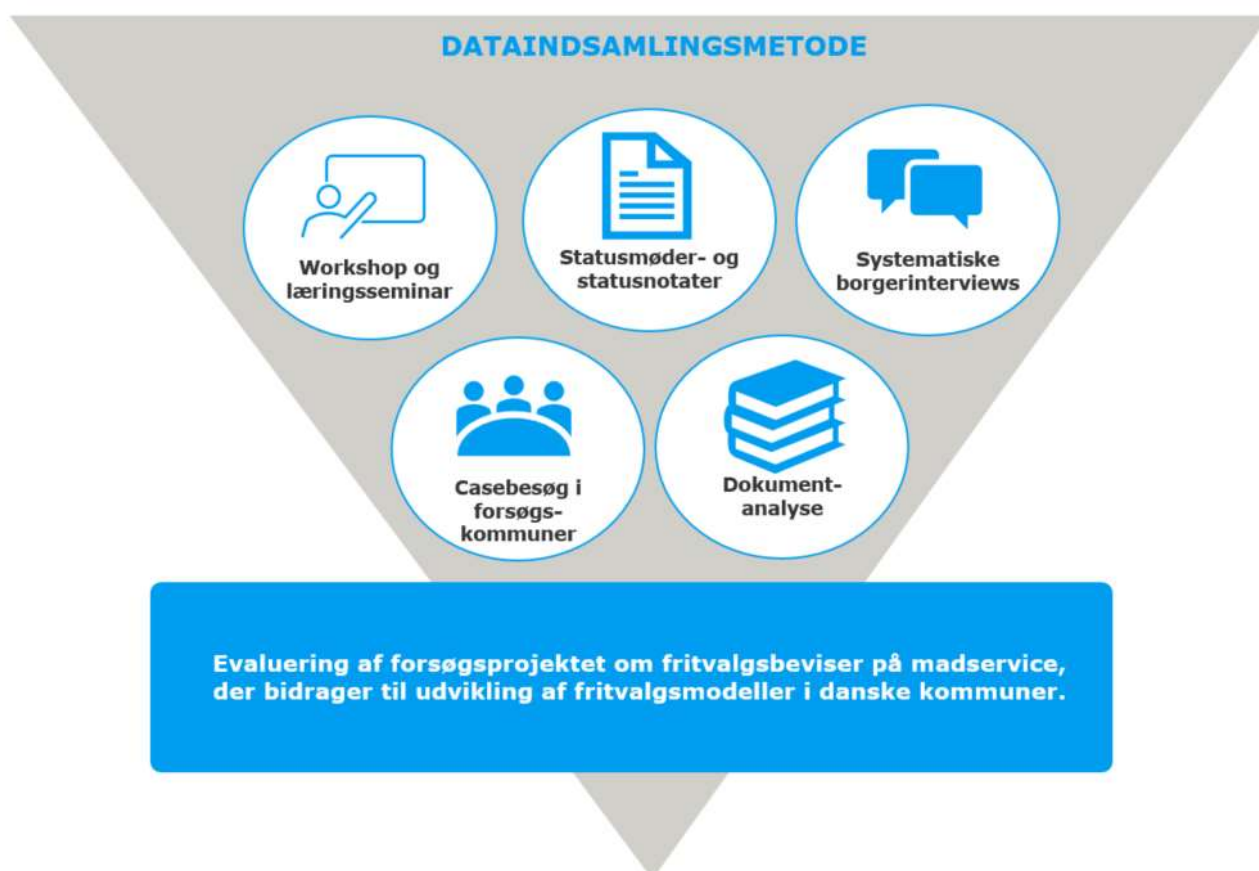 DATAINDSAMLINGSMETODE
Workshop og
læringsseminar
Statusmøder- og
statusnotater
Systematiske
borgerinterviews
Casebesøg i
forsøgs-
kommuner
Dokument-
analyse
Evaluering af forsøgsprojektet om fritvalgsbeviser på madservice,
der bidrager til udvikling af fritvalgsmodeller i danske kommuner.